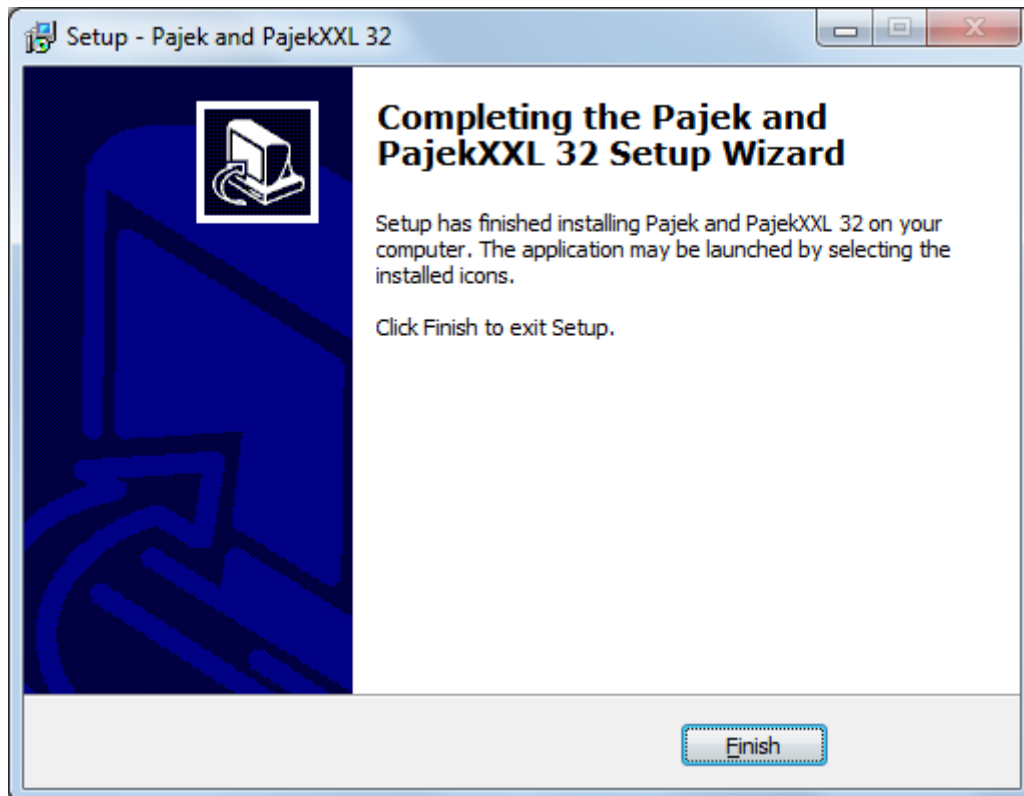 Setup - Pajek and PajekXXL 32
Completing the Pajek and
PajekXXL 32 Setup Wizard
Setup has finished installing Pajek and PajekXXL 32 on your
computer. The application may be launched by selecting the
installed icons.
Click Finish to exit Setup.
Finish